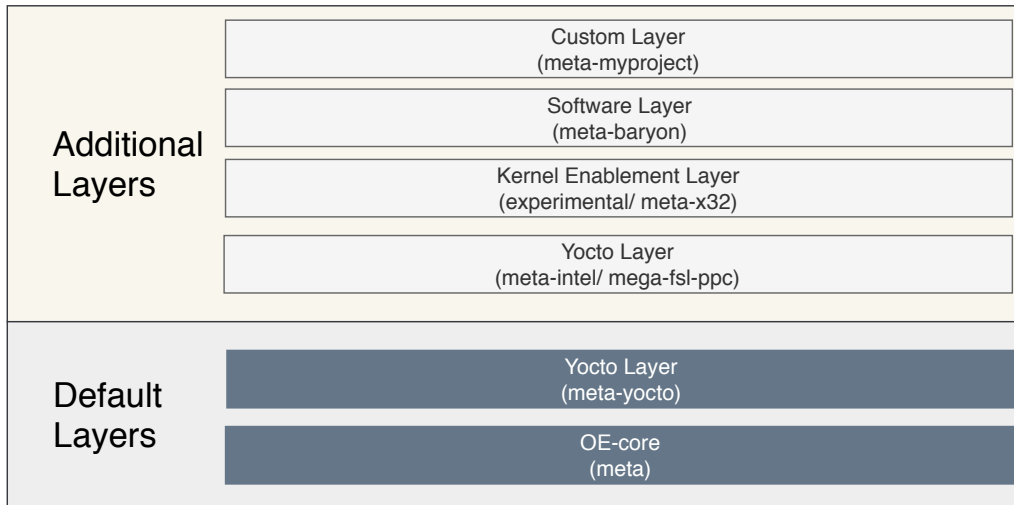 Additional
Layers
Custom Layer
(meta-myproject)
Software Layer
(meta-baryon)
Kernel Enablement Layer
(experimental/ meta-x32)
Yocto Layer
(meta-intel/ mega-fsl-ppc)
Default
Layers
Yocto Layer
(meta-yocto)
OE-core
(meta)